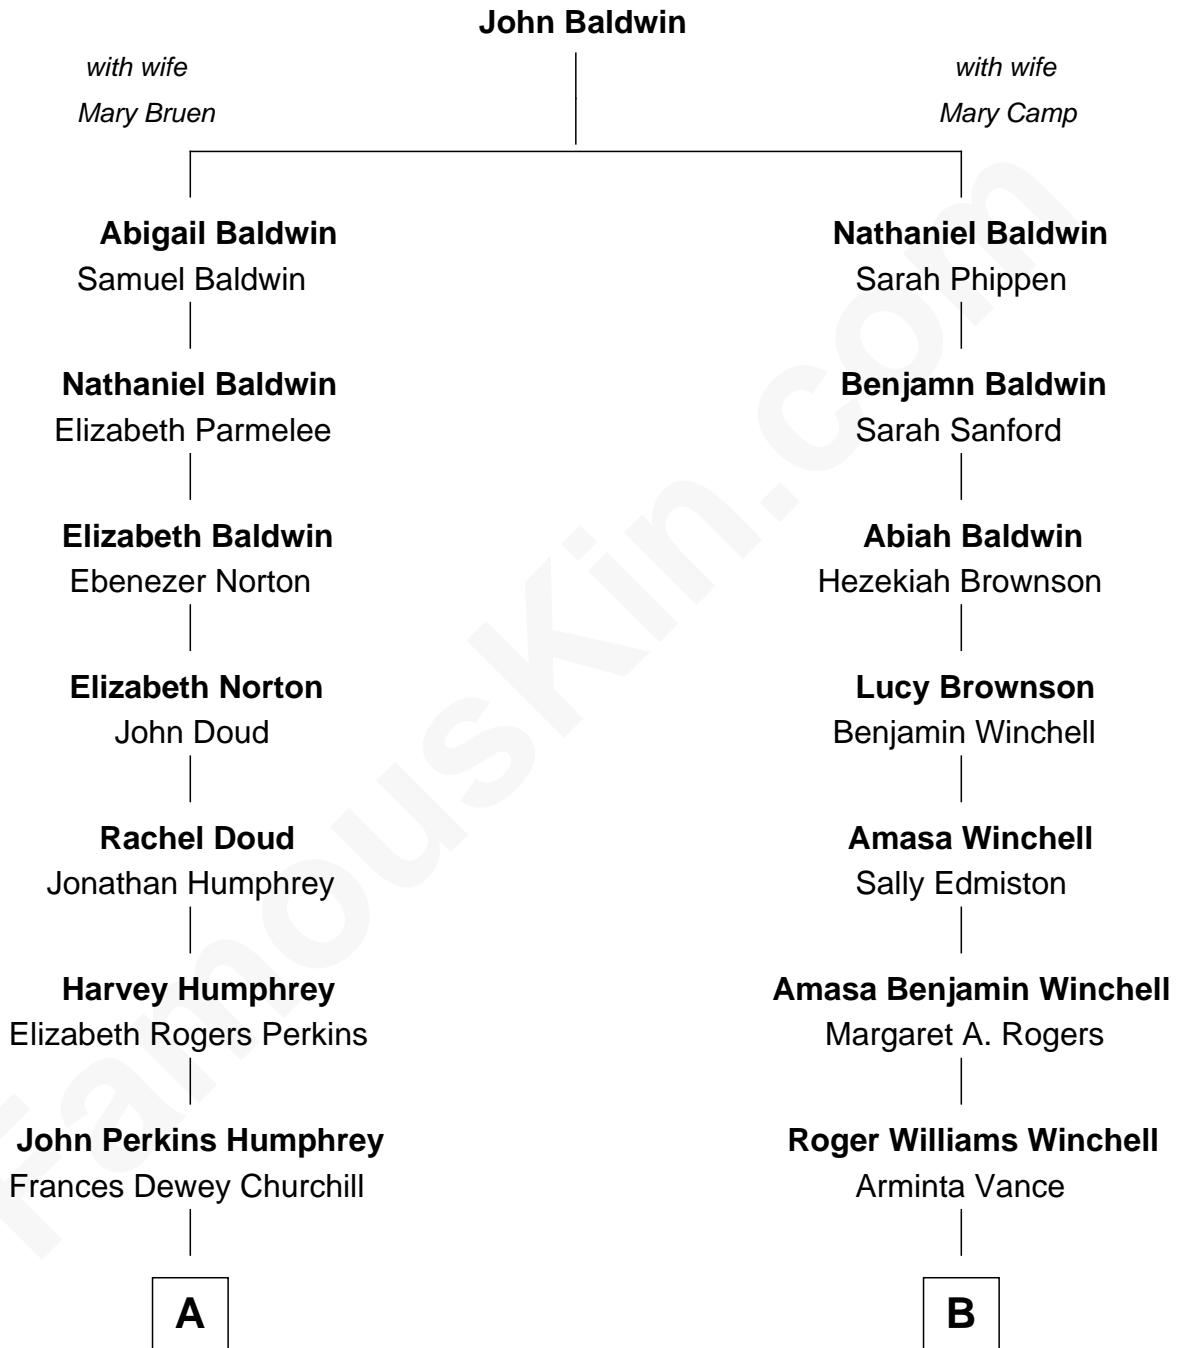 John Baldwin
with wife
Mary Bruen
with wife
Mary Camp
Abigail Baldwin
Samuel Baldwin
Nathaniel Baldwin
Sarah Phippen
Nathaniel Baldwin
Elizabeth Parmelee
Benjamn Baldwin
Sarah Sanford
Elizabeth Baldwin
Ebenezer Norton
Abiah Baldwin
Hezekiah Brownson
Elizabeth Norton
John Doud
Lucy Brownson
Benjamin Winchell
Rachel Doud
Jonathan Humphrey
Amasa Winchell
Sally Edmiston
Harvey Humphrey
Elizabeth Rogers Perkins
Amasa Benjamin Winchell
Margaret A. Rogers
John Perkins Humphrey
Frances Dewey Churchill
Roger Williams Winchell
Arminta Vance
A
B
FamousKin.com